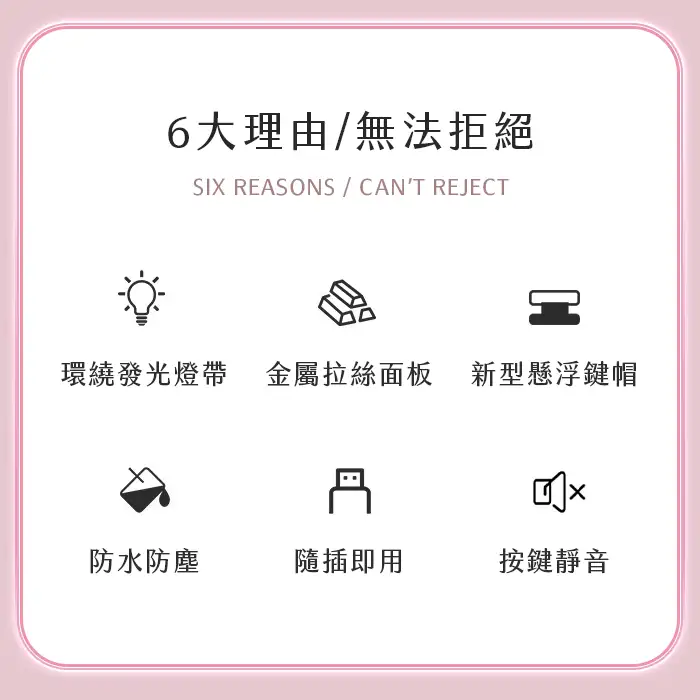 6大理由/無法拒絕
SIX REASONS / CAN'T REJECT
環繞發光燈帶
金屬拉絲面板
新型懸浮鍵帽
防水防塵
隨插即用
按鍵靜音